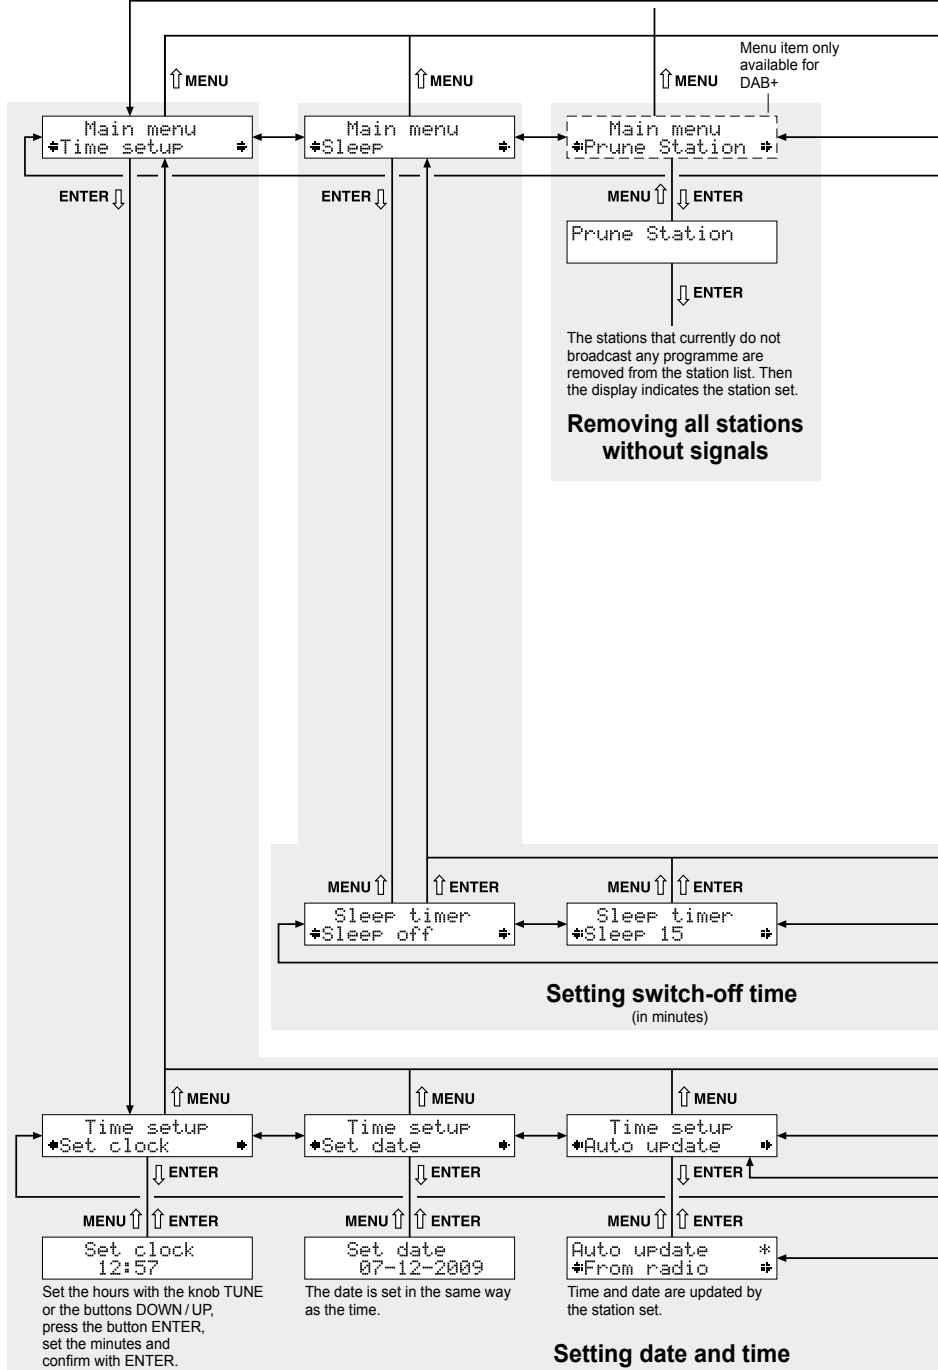 Menu item only
available for
DAB+
MENU
MENU
MENU
Main menu
Time setup
Main menu
Sleep
Main menu
Prune Station
ENTER
ENTER
MENU ENTER
Prune Station
ENTER
The stations that currently do not
broadcast any programme are
removed from the station list. Then
the display indicates the station set.
Removing all stations
without signals
MENU ENTER
MENU ENTER
Sleep timer
Sleep off
Sleep timer
Sleep 15
Setting switch-off time
(in minutes)
MENU
MENU
MENU
Time setup
Set clock
Time setup
Set date
Time setup
Auto update
ENTER
ENTER
ENTER
MENU ENTER
MENU ENTER
MENU ENTER
Set clock
12:57
Set date
07-12-2009
Auto update *
From radio
Set the hours with the knob TUNE
or the buttons DOWN / UP,
press the button ENTER,
set the minutes and
confirm with ENTER.
The date is set in the same way
as the time.
Time and date are updated by
the station set.
Setting date and time